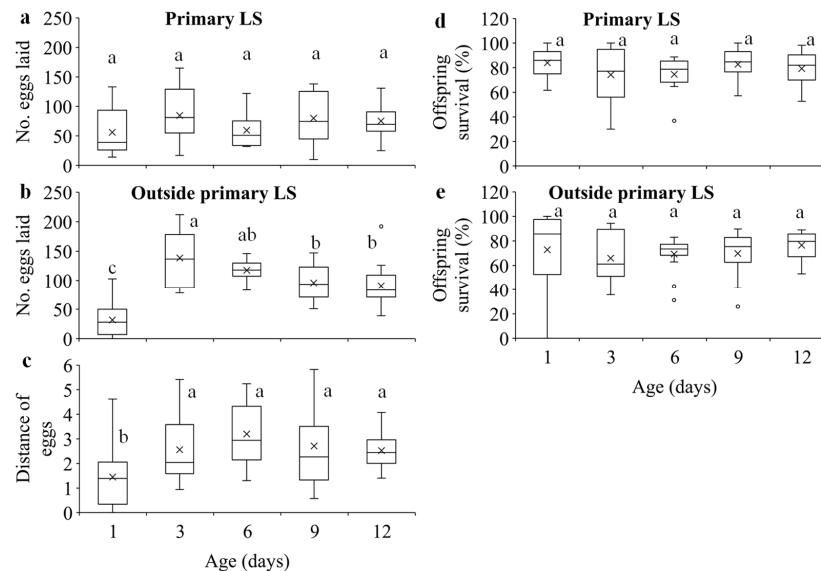 a
Primary LS
No. eggs laid
250
200
150
100
50
0
a
a
a
a
a
b
Outside primary LS
No. eggs laid
250
200
150
100
50
0
c
a
ab
b
b
c
Distance of
eggs
6
5
4
3
2
1
0
b
a
a
a
a
1
3
6
9
12
Age (days)
d
Primary LS
Offspring
survival (%)
100
80
60
40
20
0
a
a
a
a
a
e
Outside primary LS
Offspring
survival (%)
100
80
60
40
20
0
a
a
a
a
a
1
3
6
9
12
Age (days)